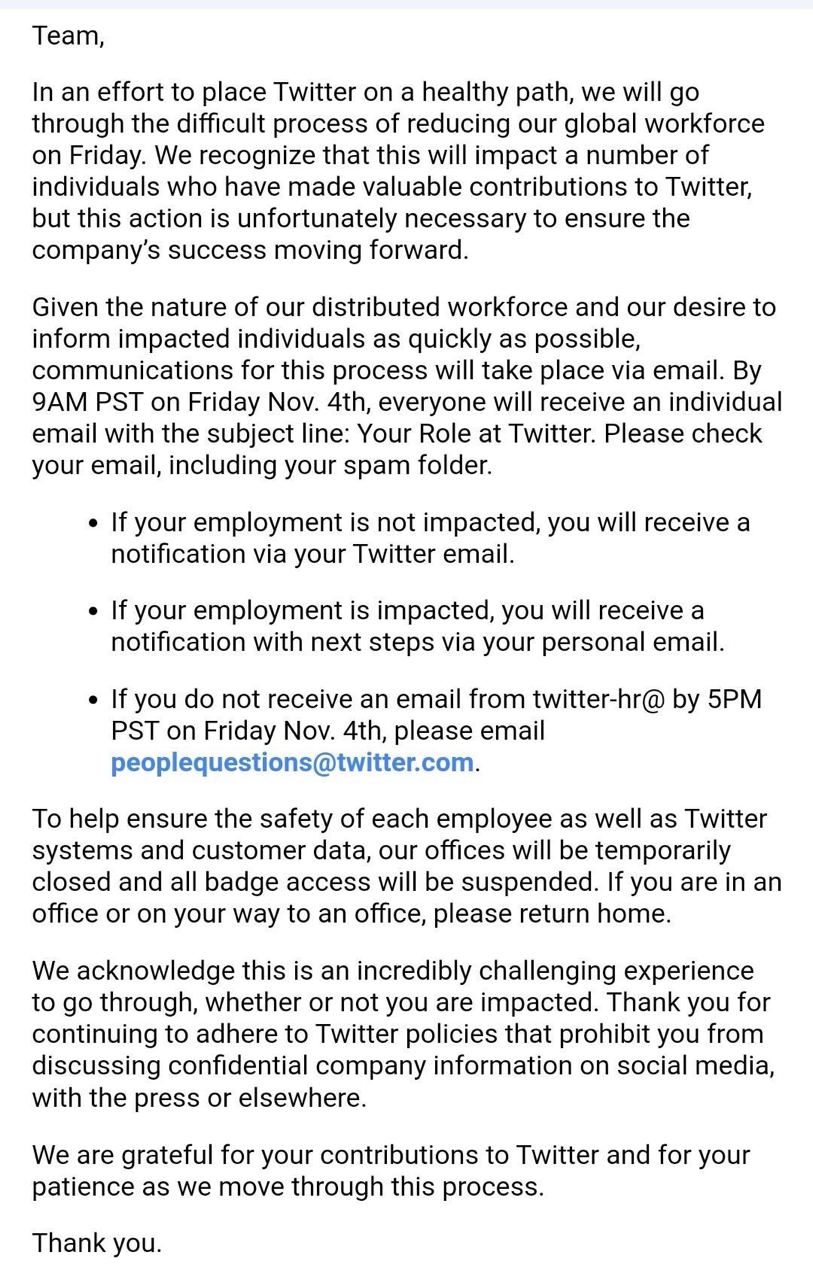 Team,
In an effort to place Twitter on a healthy path, we will go
through the difficult process of reducing our global workforce
on Friday. We recognize that this will impact a number of
individuals who have made valuable contributions to Twitter,
but this action is unfortunately necessary to ensure the
company’s success moving forward.
Given the nature of our distributed workforce and our desire to
inform impacted individuals as quickly as possible,
communications for this process will take place via email. By
9AM PST on Friday Nov. 4th, everyone will receive an individual
email with the subject line: Your Role at Twitter. Please check
your email, including your spam folder.
• If your employment is not impacted, you will receive a
notification via your Twitter email.
• If your employment is impacted, you will receive a
notification with next steps via your personal email.
• If you do not receive an email from twitter-hr@ by 5PM
PST on Friday Nov. 4th, please email
peoplequestions@twitter.com.
To help ensure the safety of each employee as well as Twitter
systems and customer data, our offices will be temporarily
closed and all badge access will be suspended. If you are in an
office or on your way to an office, please return home.
We acknowledge this is an incredibly challenging experience
to go through, whether or not you are impacted. Thank you for
continuing to adhere to Twitter policies that prohibit you from
discussing confidential company information on social media,
with the press or elsewhere.
We are grateful for your contributions to Twitter and for your
patience as we move through this process.
Thank you.